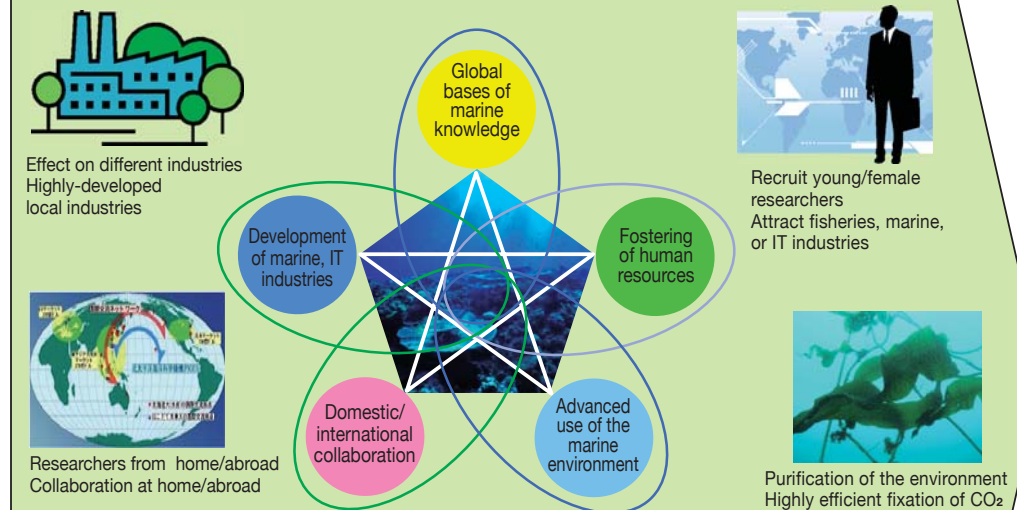 Global
bases of
marine
knowledge
Effect on different industries
Highly-developed
local industries
Recruit young/female
researchers
Attract fisheries, marine,
or IT industries
Development
of marine, IT
industries
Fostering
of human
resources
Domestic/
international
collaboration
Advanced
use of the
marine
environment
Researchers from home/abroad
Collaboration at home/abroad
Purification of the environment
Highly efficient fixation of CO₂